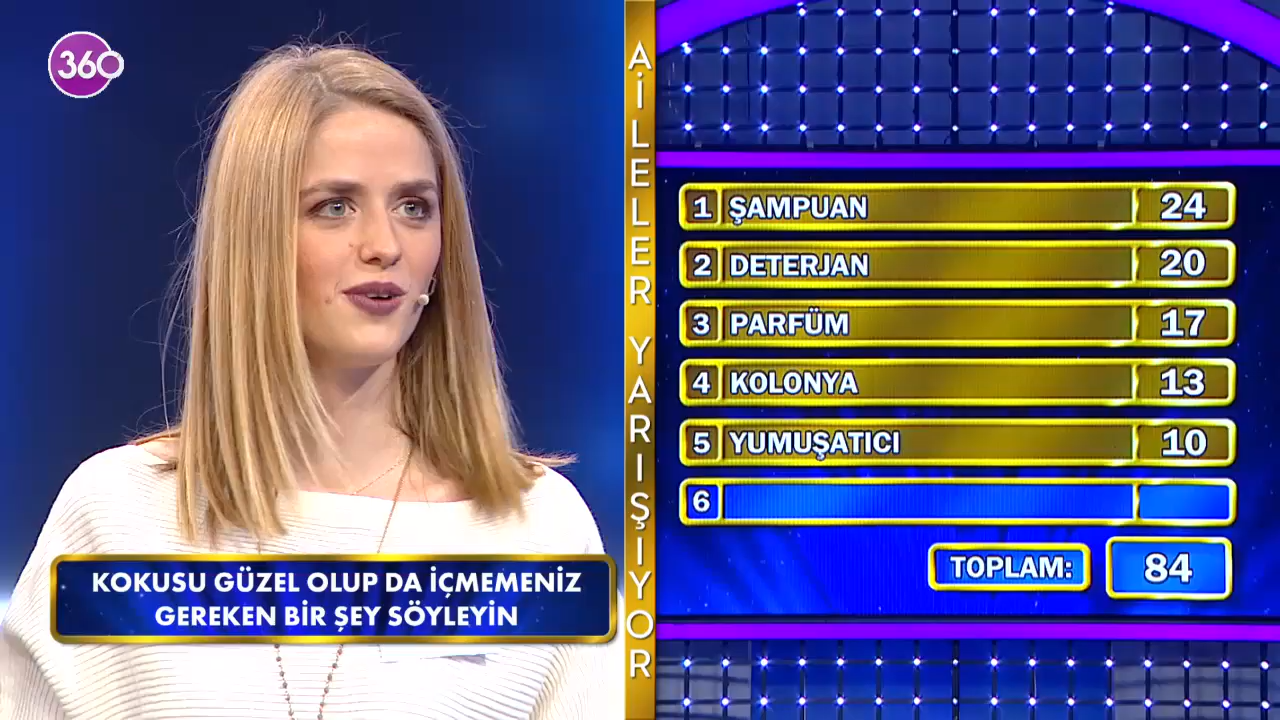 360
AİLELER YARIŞIYOR
1 ŞAMPUAN 24
2 DETERJAN 20
3 PARFÜM 17
4 KOLONYA 13
5 YUMUŞATICI 10
6
TOPLAM: 84
KOKUSU GÜZEL OLUP DA İÇMEMENİZ
GEREKEN BİR ŞEY SÖYLEYİN